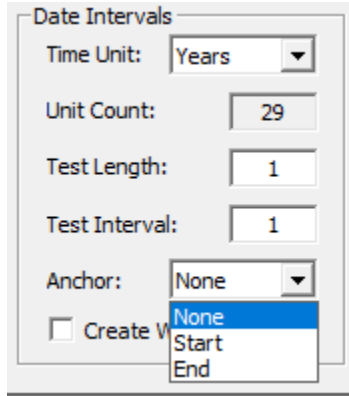 Date Intervals
Time Unit: Years
Unit Count: 29
Test Length: 1
Test Interval: 1
Anchor: None
None
Create
Start
End